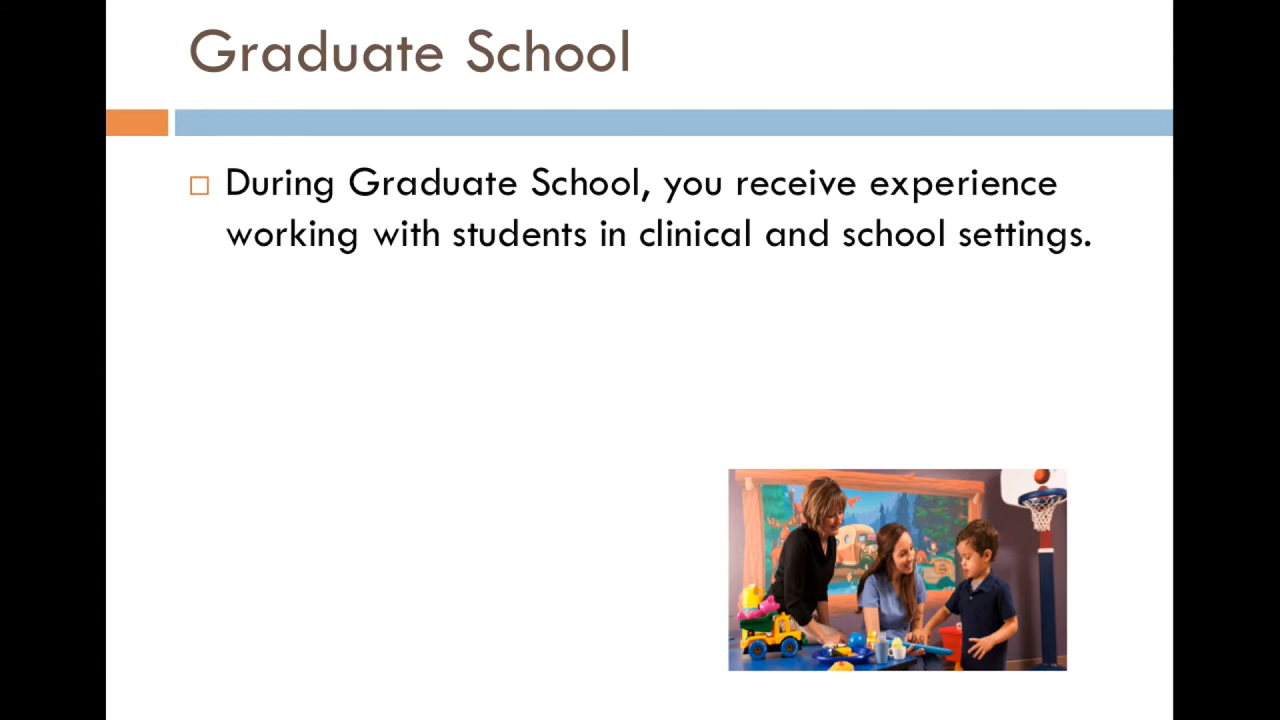 Graduate School
During Graduate School, you receive experience
working with students in clinical and school settings.